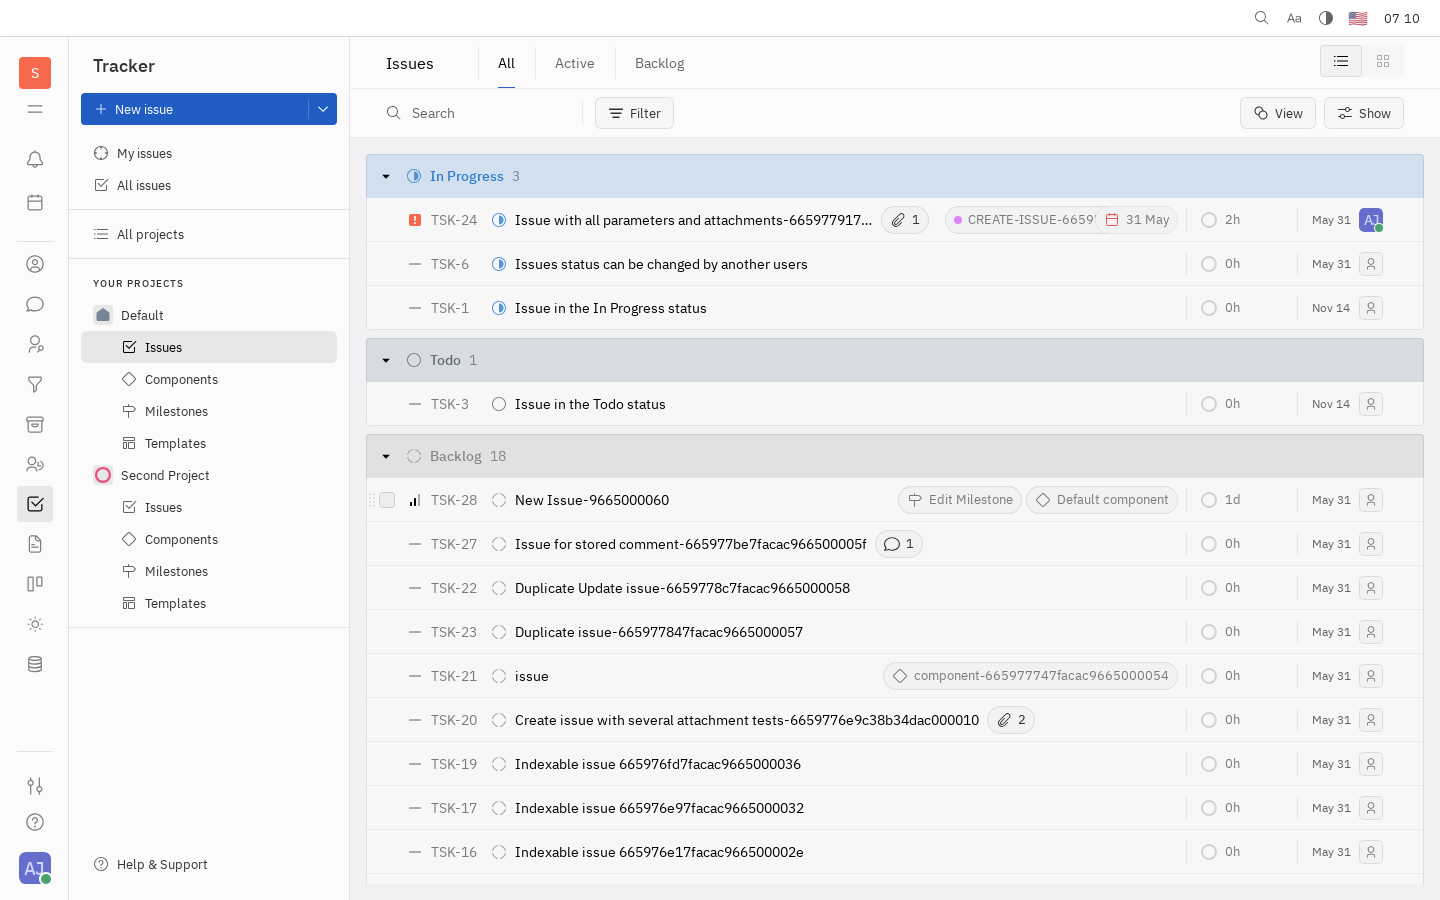 Aa 07 10
S
Tracker
New issue
My issues
All issues
All projects
YOUR PROJECTS
Default
Issues
Components
Milestones
Templates
Second Project
Issues
Components
Milestones
Templates
Help & Support
AJ
Issues All Active Backlog
Search Filter View Show
In Progress 3
TSK-24 Issue with all parameters and attachments-665977917... 1 CREATE-ISSUE-6659 31 May 2h May 31 AJ
TSK-6 Issues status can be changed by another users 0h May 31
TSK-1 Issue in the In Progress status 0h Nov 14
Todo 1
TSK-3 Issue in the Todo status 0h Nov 14
Backlog 18
TSK-28 New Issue-9665000060 Edit Milestone Default component 1d May 31
TSK-27 Issue for stored comment-665977be7facac966500005f 1 0h May 31
TSK-22 Duplicate Update issue-6659778c7facac9665000058 0h May 31
TSK-23 Duplicate issue-665977847facac9665000057 0h May 31
TSK-21 issue component-665977747facac9665000054 0h May 31
TSK-20 Create issue with several attachment tests-6659776e9c38b34dac000010 2 0h May 31
TSK-19 Indexable issue 665976fd7facac9665000036 0h May 31
TSK-17 Indexable issue 665976e97facac9665000032 0h May 31
TSK-16 Indexable issue 665976e17facac966500002e 0h May 31